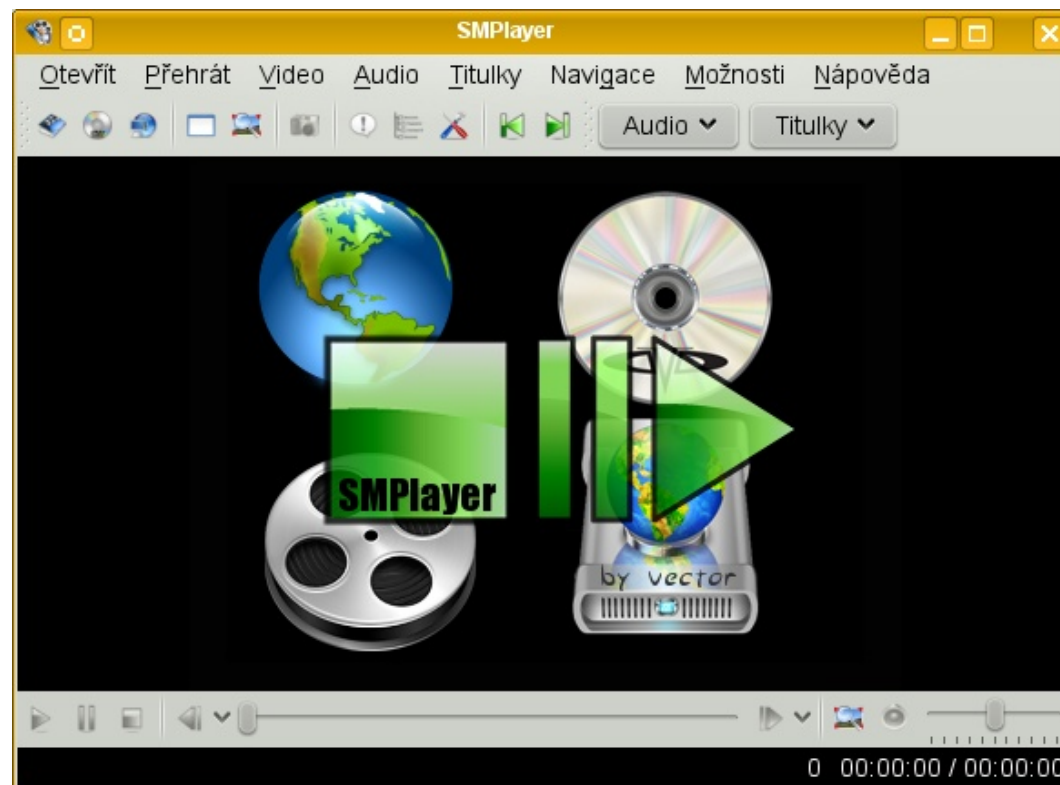 SMPlayer
Otevřít Přehrát Video Audio Titulky Navigace Možnosti Nápověda
Audio Titulky
SMPlayer
by vector
0 00:00:00 / 00:00:00